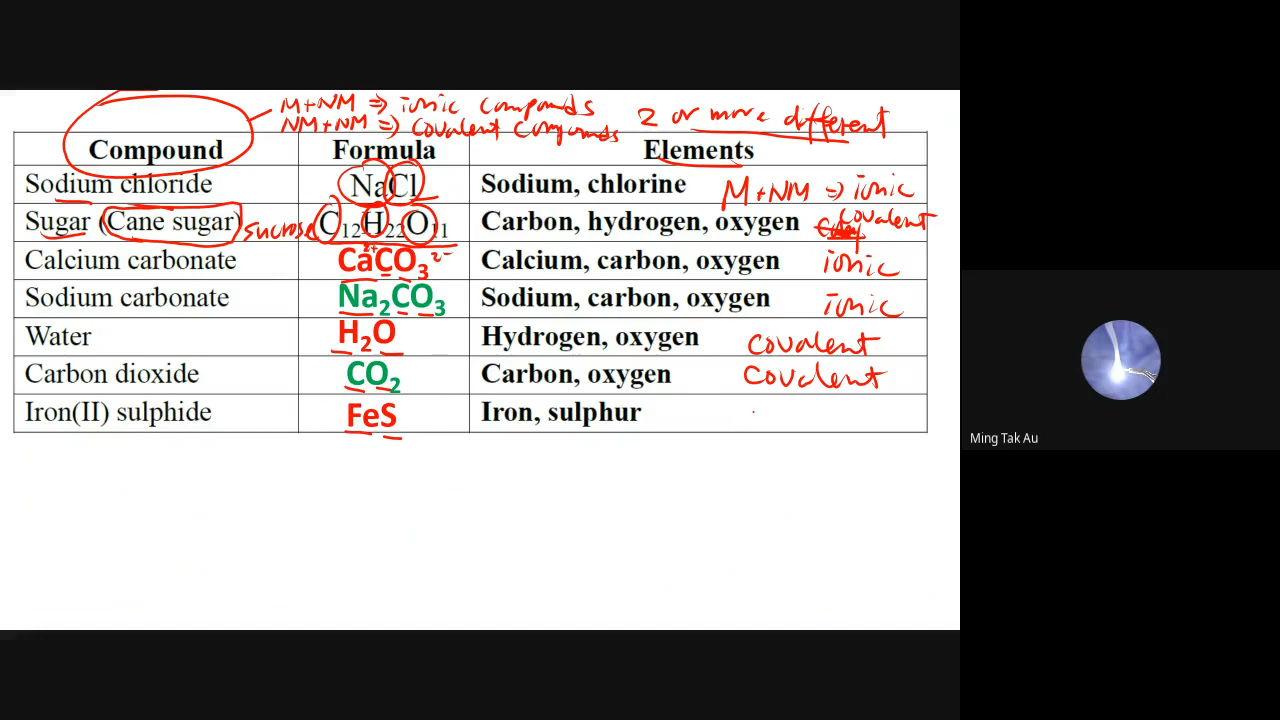 M+NM ⇒ ionic compounds
NM+NM ⇒ covalent compounds
2 or more different
Compound Formula Elements
Sodium chloride NaCl Sodium, chlorine M+NM ⇒ ionic
Sugar (Cane sugar) sucrose C₁₂H₂₂O₁₁ Carbon, hydrogen, oxygen covalent
Calcium carbonate Ca²⁺CO₃²⁻ Calcium, carbon, oxygen ionic
Sodium carbonate Na₂CO₃ Sodium, carbon, oxygen ionic
Water H₂O Hydrogen, oxygen covalent
Carbon dioxide CO₂ Carbon, oxygen covalent
Iron(II) sulphide FeS Iron, sulphur
Ming Tak Au